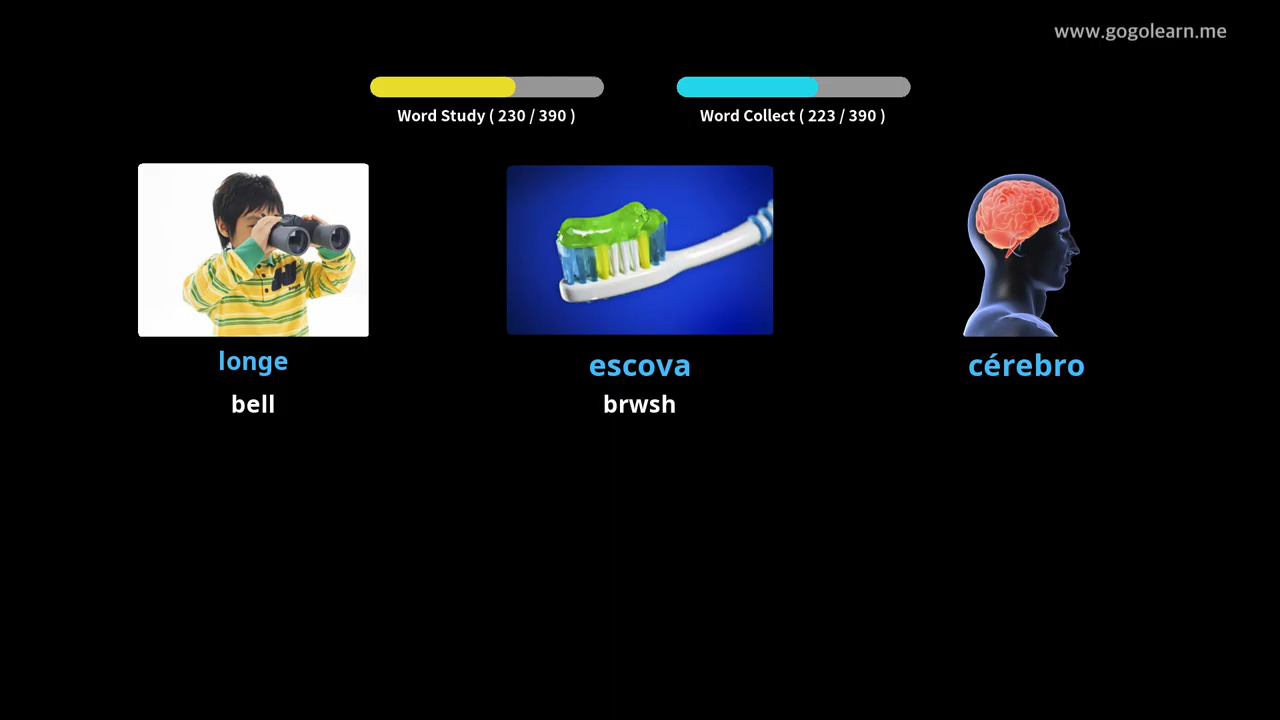 www.gogolearn.me
Word Study ( 230 / 390 )
Word Collect ( 223 / 390 )
longe
bell
escova
brwsh
cérebro